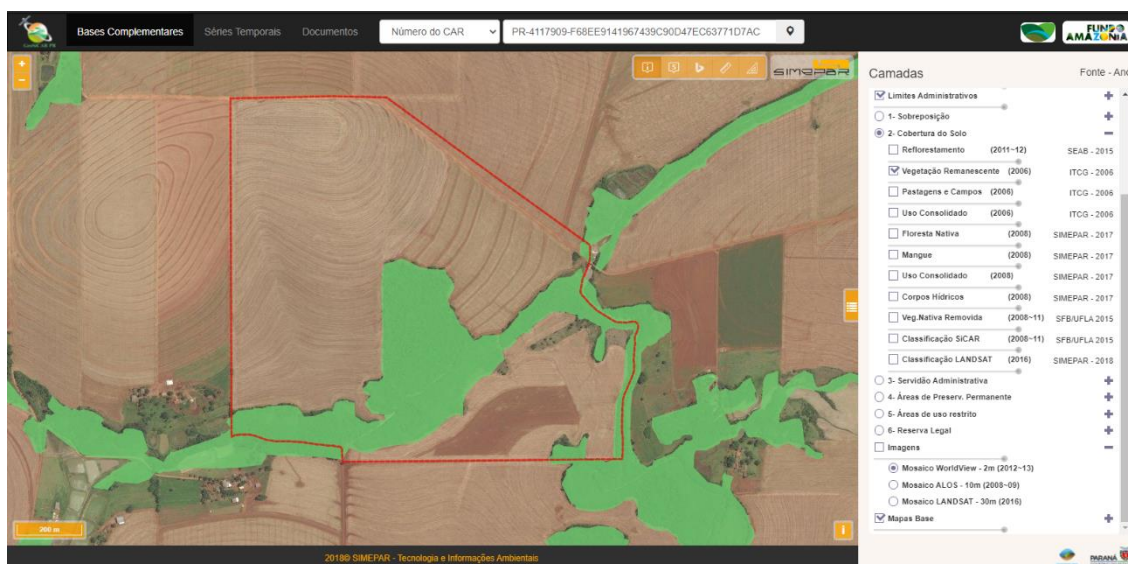 Bases Complementares Séries Temporais Documentos Número do CAR PR-4117909-F68EE9141967439C90D47EC63771D7AC FUNDO
AMAZÔNIA
+
-
SIMEPAR
Camadas Fonte - Ano
Limites Administrativos +
1- Sobreposição +
2- Cobertura do Solo −
Reflorestamento (2011~12) SEAB - 2015
Vegetação Remanescente (2006) ITCG - 2006
Pastagens e Campos (2006) ITCG - 2006
Uso Consolidado (2006) ITCG - 2006
Floresta Nativa (2008) SIMEPAR - 2017
Mangue (2008) SIMEPAR - 2017
Uso Consolidado (2008) SIMEPAR - 2017
Corpos Hídricos (2008) SIMEPAR - 2017
Veg.Nativa Removida (2008~11) SFB/UFLA 2015
Classificação SiCAR (2008~11) SFB/UFLA 2015
Classificação LANDSAT (2016) SIMEPAR - 2018
3- Servidão Administrativa +
4- Áreas de Preserv. Permanente +
5- Áreas de uso restrito +
6- Reserva Legal +
Imagens −
Mosaico WorldView - 2m (2012~13)
Mosaico ALOS - 10m (2008~09)
Mosaico LANDSAT - 30m (2016)
Mapas Base +
200 m
i
2018© SIMEPAR - Tecnologia e Informações Ambientais
PARANÁ